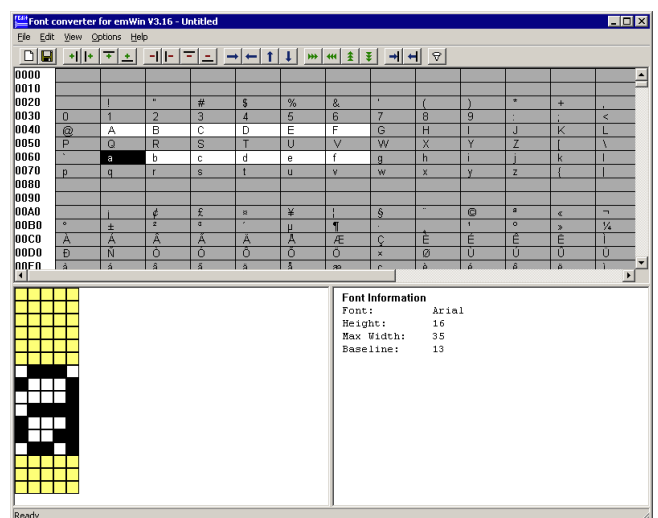 Font converter for emWin V3.16 - Untitled
File Edit View Options Help
0000
0010
0020 ! " # $ % & ' ( ) * + ,
0030 0 1 2 3 4 5 6 7 8 9 : ; <
0040 @ A B C D E F G H I J K L
0050 P Q R S T U V W X Y Z [ \
0060 ` a b c d e f g h i j k l
0070 p q r s t u v w x y z { |
0080
0090
00A0 ¡ ¢ £ ¤ ¥ ¦ § ¨ © ª « ¬
00B0 ° ± ² ³ ´ µ ¶ · ¸ ¹ º » ¼
00C0 À Á Â Ã Ä Å Æ Ç È É Ê Ë Ì
00D0 Ð Ñ Ò Ó Ô Õ Ö × Ø Ù Ú Û Ü
00E0 à á â ã ä å æ ç è é ê ë ì
Font Information
Font: Arial
Height: 16
Max Width: 35
Baseline: 13
Ready